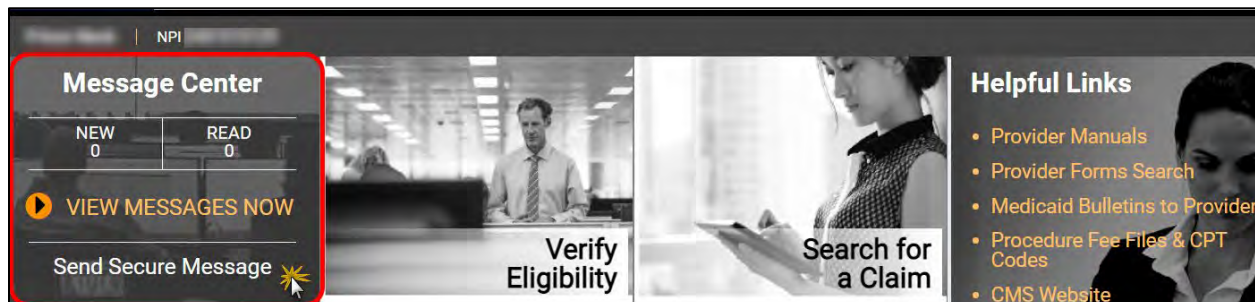 NPI
Message Center
NEW
READ
0
0
VIEW MESSAGES NOW
Send Secure Message
Verify
Eligibility
Search for
a Claim
Helpful Links
• Provider Manuals
• Provider Forms Search
• Medicaid Bulletins to Provider
• Procedure Fee Files & CPT
Codes
• CMS Website